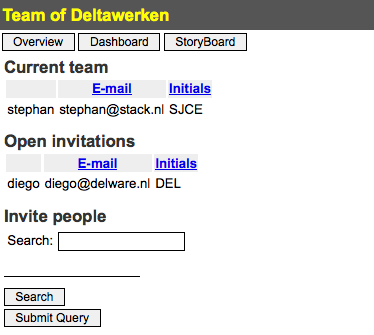 Team of Deltawerken
Overview Dashboard StoryBoard
Current team
E-mail Initials
stephan stephan@stack.nl SJCE
Open invitations
E-mail Initials
diego diego@delware.nl DEL
Invite people
Search:
Search
Submit Query